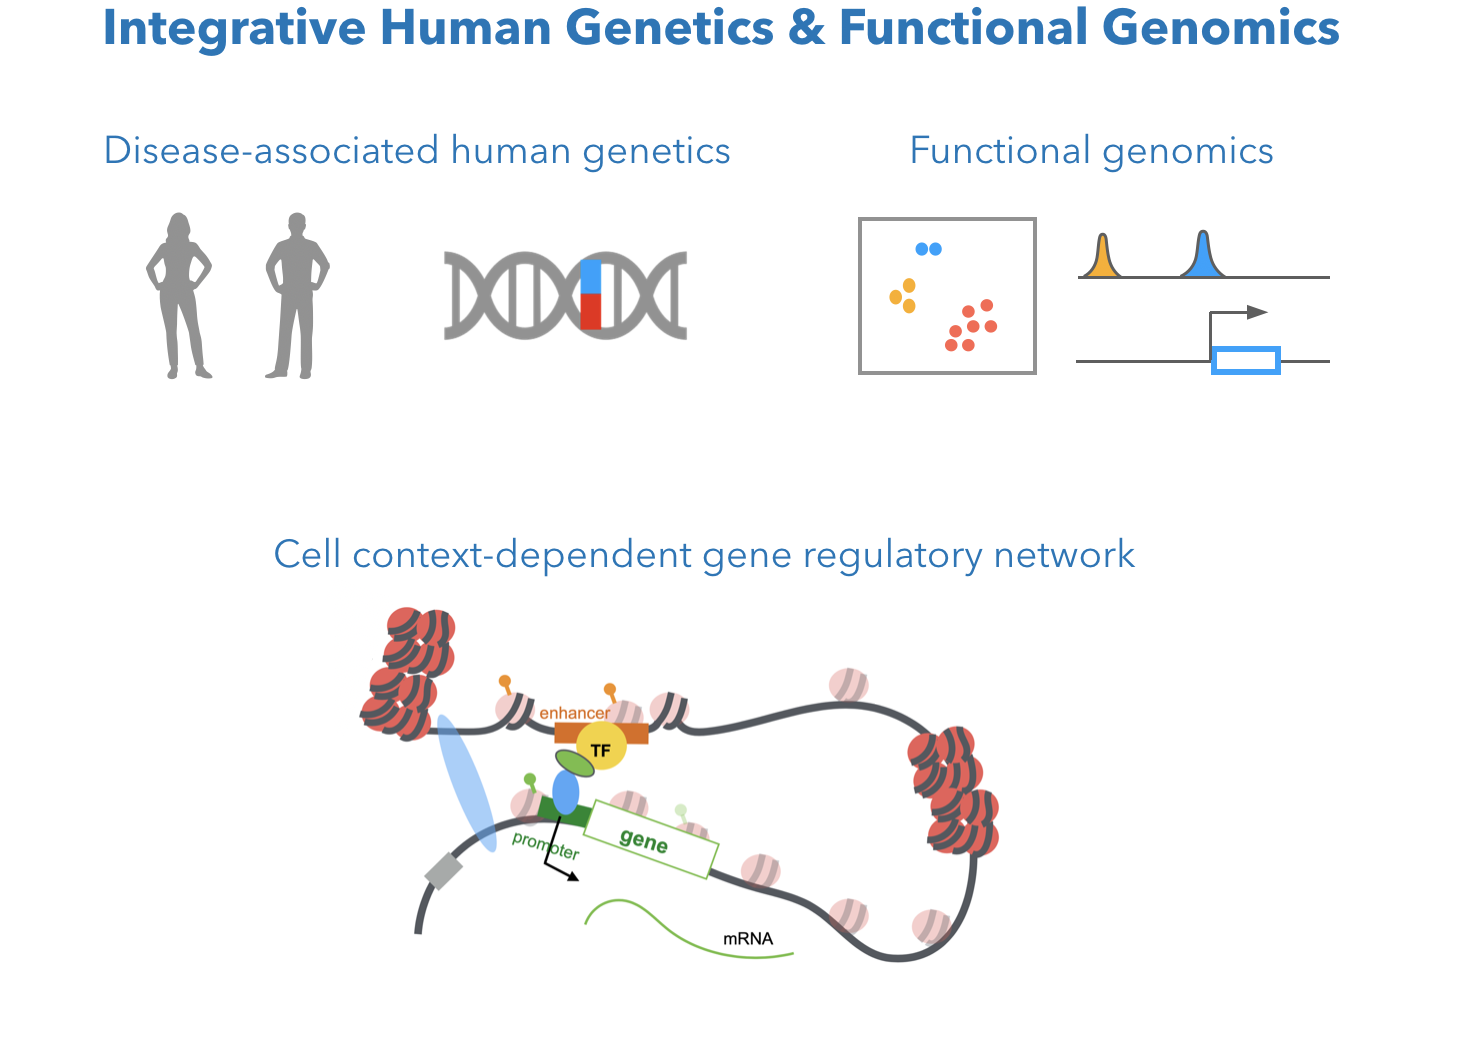 Integrative Human Genetics & Functional Genomics
Disease-associated human genetics
Functional genomics
Cell context-dependent gene regulatory network
enhancer
TF
promoter
gene
mRNA